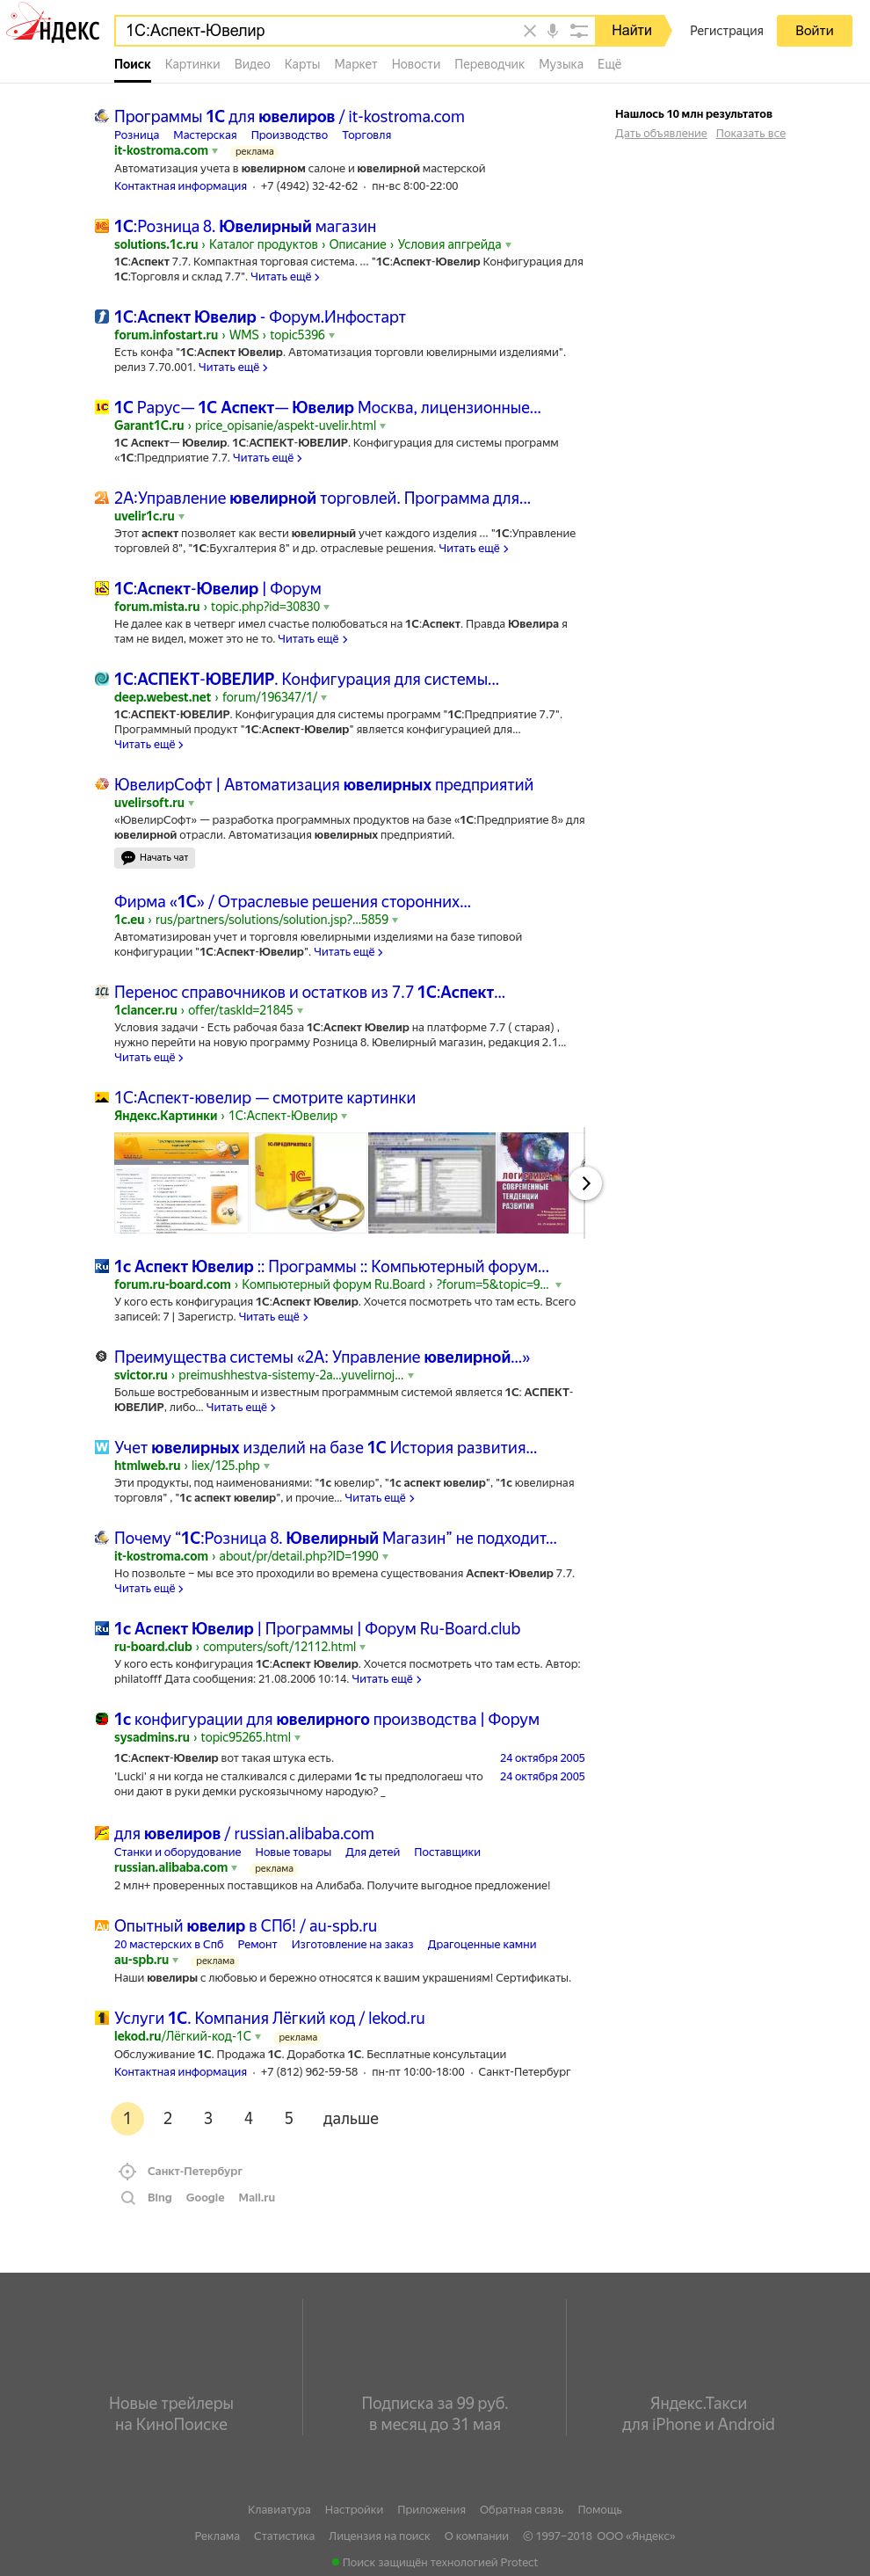 Яндекс
1С:Аспект-Ювелир
Найти
Регистрация
Войти
Поиск Картинки Видео Карты Маркет Новости Переводчик Музыка Ещё
Нашлось 10 млн результатов
Дать объявление Показать все
Программы 1С для ювелиров / it-kostroma.com
Розница Мастерская Производство Торговля
it-kostroma.com реклама
Автоматизация учета в ювелирном салоне и ювелирной мастерской
Контактная информация · +7 (4942) 32-42-62 · пн-вс 8:00-22:00
1С:Розница 8. Ювелирный магазин
solutions.1c.ru › Каталог продуктов › Описание › Условия апгрейда
1С:Аспект 7.7. Компактная торговая система. ... "1С:Аспект-Ювелир Конфигурация для
1С:Торговля и склад 7.7". Читать ещё ›
1С:Аспект Ювелир - Форум.Инфостарт
forum.infostart.ru › WMS › topic5396
Есть конфа "1С:Аспект Ювелир. Автоматизация торговли ювелирными изделиями".
релиз 7.70.001. Читать ещё ›
1С Рарус— 1С Аспект— Ювелир Москва, лицензионные...
Garant1C.ru › price_opisanie/aspekt-uvelir.html
1С Аспект— Ювелир. 1С:АСПЕКТ-ЮВЕЛИР. Конфигурация для системы программ
«1С:Предприятие 7.7. Читать ещё ›
2А:Управление ювелирной торговлей. Программа для...
uvelir1c.ru
Этот аспект позволяет как вести ювелирный учет каждого изделия ... "1С:Управление
торговлей 8", "1С:Бухгалтерия 8" и др. отраслевые решения. Читать ещё ›
1С:Аспект-Ювелир | Форум
forum.mista.ru › topic.php?id=30830
Не далее как в четверг имел счастье полюбоваться на 1С:Аспект. Правда Ювелира я
там не видел, может это не то. Читать ещё ›
1С:АСПЕКТ-ЮВЕЛИР. Конфигурация для системы...
deep.webest.net › forum/196347/1/
1С:АСПЕКТ-ЮВЕЛИР. Конфигурация для системы программ "1С:Предприятие 7.7".
Программный продукт "1С:Аспект-Ювелир" является конфигурацией для...
Читать ещё ›
ЮвелирСофт | Автоматизация ювелирных предприятий
uvelirsoft.ru
«ЮвелирСофт» — разработка программных продуктов на базе «1С:Предприятие 8» для
ювелирной отрасли. Автоматизация ювелирных предприятий.
Начать чат
Фирма «1С» / Отраслевые решения сторонних...
1c.eu › rus/partners/solutions/solution.jsp?...5859
Автоматизирован учет и торговля ювелирными изделиями на базе типовой
конфигурации "1С:Аспект-Ювелир". Читать ещё ›
Перенос справочников и остатков из 7.7 1С:Аспект...
1clancer.ru › offer/taskId=21845
Условия задачи - Есть рабочая база 1С:Аспект Ювелир на платформе 7.7 ( старая) ,
нужно перейти на новую программу Розница 8. Ювелирный магазин, редакция 2.1...
Читать ещё ›
1С:Аспект-ювелир — смотрите картинки
Яндекс.Картинки › 1С:Аспект-Ювелир
СОВРЕМЕННЫЕ
ТЕНДЕНЦИИ
РАЗВИТИЯ
1с Аспект Ювелир :: Программы :: Компьютерный форум...
forum.ru-board.com › Компьютерный форум Ru.Board › ?forum=5&topic=9...
У кого есть конфигурация 1С:Аспект Ювелир. Хочется посмотреть что там есть. Всего
записей: 7 | Зарегистр. Читать ещё ›
Преимущества системы «2А: Управление ювелирной...»
svictor.ru › preimushhestva-sistemy-2a...yuvelirnoj...
Больше востребованным и известным программным системой является 1С: АСПЕКТ-
ЮВЕЛИР, либо... Читать ещё ›
Учет ювелирных изделий на базе 1С История развития...
htmlweb.ru › liex/125.php
Эти продукты, под наименованиями: "1с ювелир", "1с аспект ювелир", "1с ювелирная
торговля" , "1с аспект ювелир", и прочие... Читать ещё ›
Почему “1С:Розница 8. Ювелирный Магазин” не подходит...
it-kostroma.com › about/pr/detail.php?ID=1990
Но позвольте – мы все это проходили во времена существования Аспект-Ювелир 7.7.
Читать ещё ›
1с Аспект Ювелир | Программы | Форум Ru-Board.club
ru-board.club › computers/soft/12112.html
У кого есть конфигурация 1С:Аспект Ювелир. Хочется посмотреть что там есть. Автор:
philatofff Дата сообщения: 21.08.2006 10:14. Читать ещё ›
1с конфигурации для ювелирного производства | Форум
sysadmins.ru › topic95265.html
1С:Аспект-Ювелир вот такая штука есть. 24 октября 2005
'Lucki' я ни когда не сталкивался с дилерами 1с ты предпологаеш что 24 октября 2005
они дают в руки демки рускоязычному народую? _
для ювелиров / russian.alibaba.com
Станки и оборудование Новые товары Для детей Поставщики
russian.alibaba.com реклама
2 млн+ проверенных поставщиков на Алибаба. Получите выгодное предложение!
Опытный ювелир в СПб! / au-spb.ru
20 мастерских в Спб Ремонт Изготовление на заказ Драгоценные камни
au-spb.ru реклама
Наши ювелиры с любовью и бережно относятся к вашим украшениям! Сертификаты.
Услуги 1С. Компания Лёгкий код / lekod.ru
lekod.ru/Лёгкий-код-1С реклама
Обслуживание 1С. Продажа 1С. Доработка 1С. Бесплатные консультации
Контактная информация · +7 (812) 962-59-58 · пн-пт 10:00-18:00 · Санкт-Петербург
1 2 3 4 5 дальше
Санкт-Петербург
Bing Google Mail.ru
Новые трейлеры
на КиноПоиске
Подписка за 99 руб.
в месяц до 31 мая
Яндекс.Такси
для iPhone и Android
Клавиатура Настройки Приложения Обратная связь Помощь
Реклама Статистика Лицензия на поиск О компании © 1997–2018 ООО «Яндекс»
Поиск защищён технологией Protect